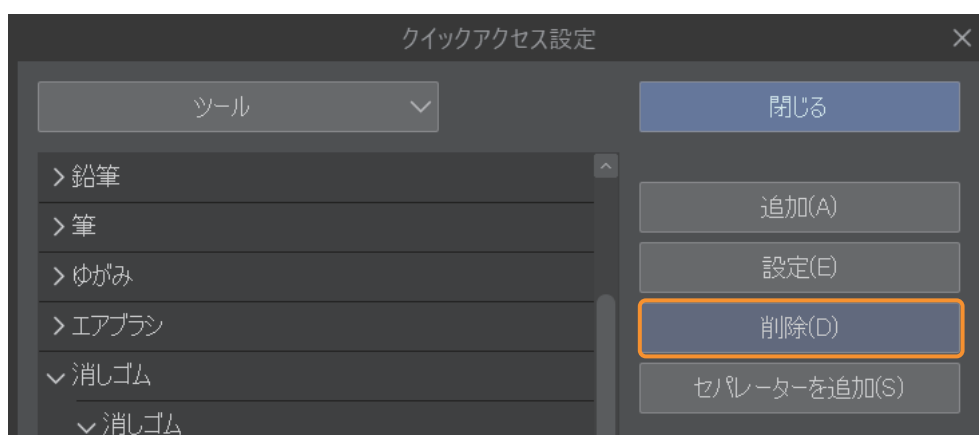 クイックアクセス設定
ツール
閉じる
鉛筆
筆
ゆがみ
エアブラシ
消しゴム
消しゴム
追加(A)
設定(E)
削除(D)
セパレーターを追加(S)